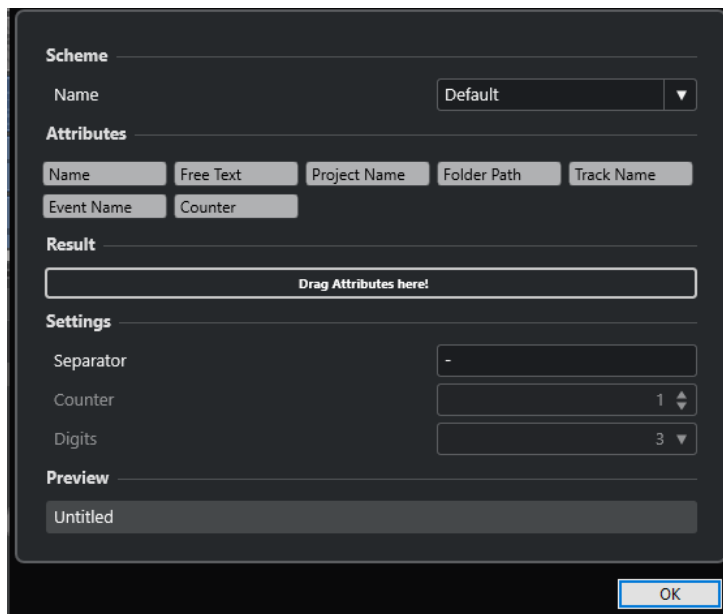 Scheme
Name Default
Attributes
Name Free Text Project Name Folder Path Track Name
Event Name Counter
Result
Drag Attributes here!
Settings
Separator -
Counter 1
Digits 3
Preview
Untitled
OK